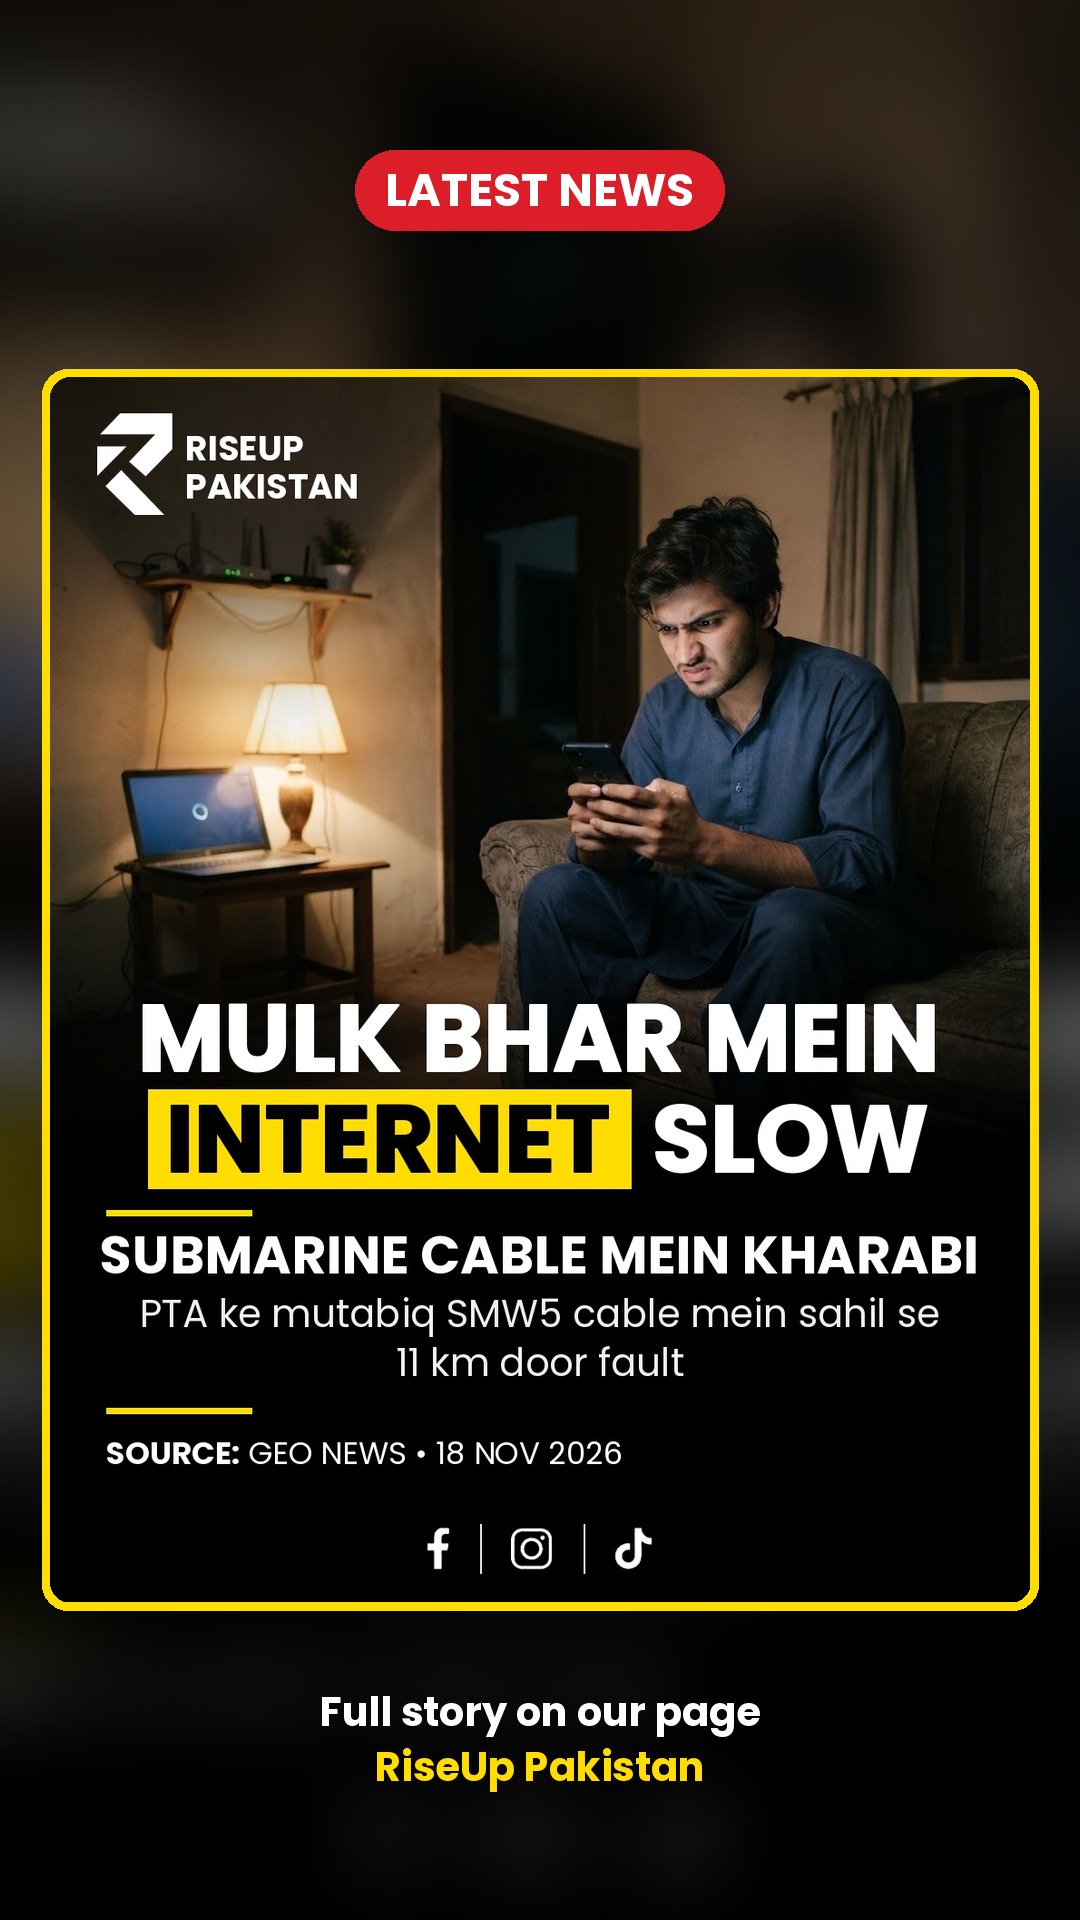 LATEST NEWS
RISEUP
PAKISTAN
MULK BHAR MEIN
INTERNET SLOW
SUBMARINE CABLE MEIN KHARABI
PTA ke mutabiq SMW5 cable mein sahil se
11 km door fault
SOURCE: GEO NEWS • 18 NOV 2026
Full story on our page
RiseUp Pakistan